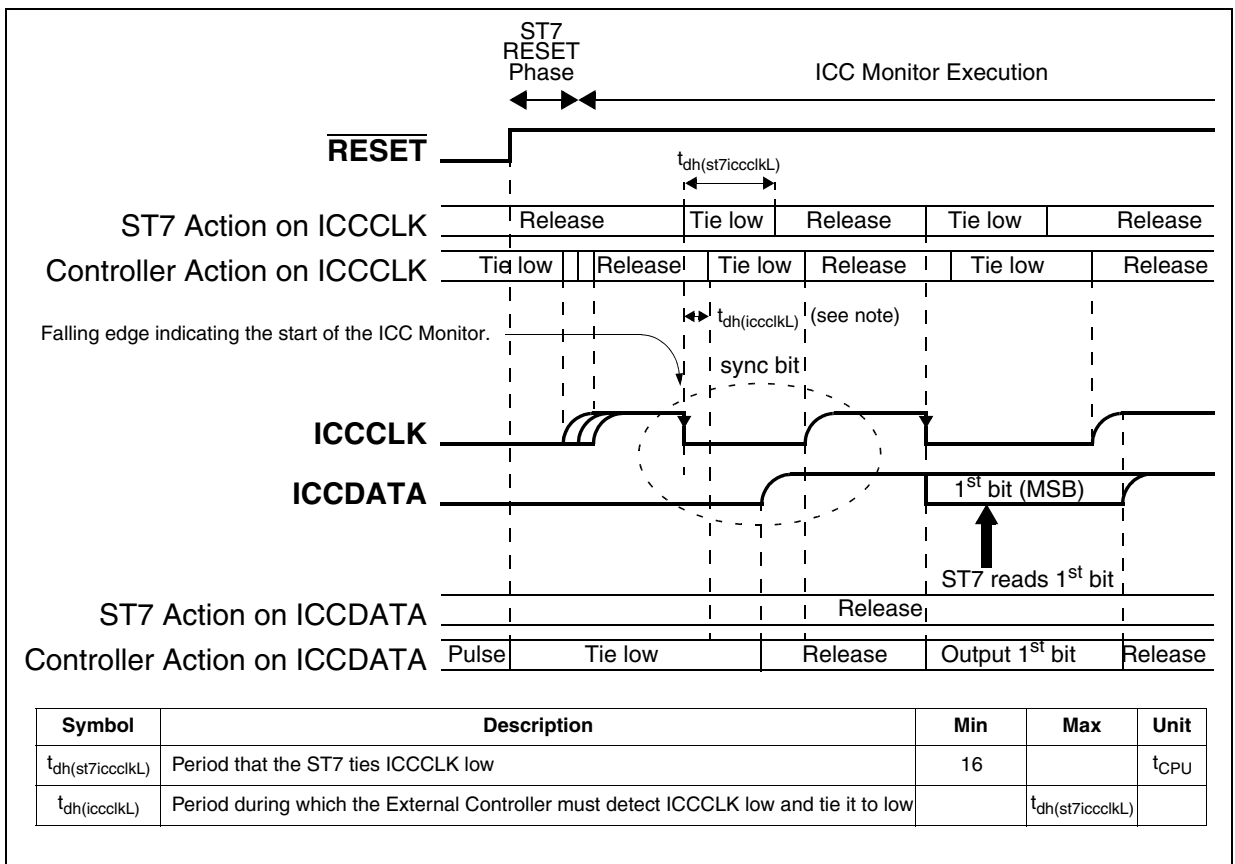 ST7
RESET
Phase
ICC Monitor Execution
RESET
tdh(st7iccclkL)
ST7 Action on ICCCLK Release Tie low Release Tie low Release
Controller Action on ICCCLK Tie low Release Tie low Release Tie low Release
Falling edge indicating the start of the ICC Monitor.
tdh(iccclkL) (see note)
sync bit
ICCCLK
ICCDATA
1st bit (MSB)
ST7 reads 1st bit
ST7 Action on ICCDATA Release
Controller Action on ICCDATA Pulse Tie low Release Output 1st bit Release
Symbol Description Min Max Unit
tdh(st7iccclkL) Period that the ST7 ties ICCCLK low 16 tCPU
tdh(iccclkL) Period during which the External Controller must detect ICCCLK low and tie it to low tdh(st7iccclkL)